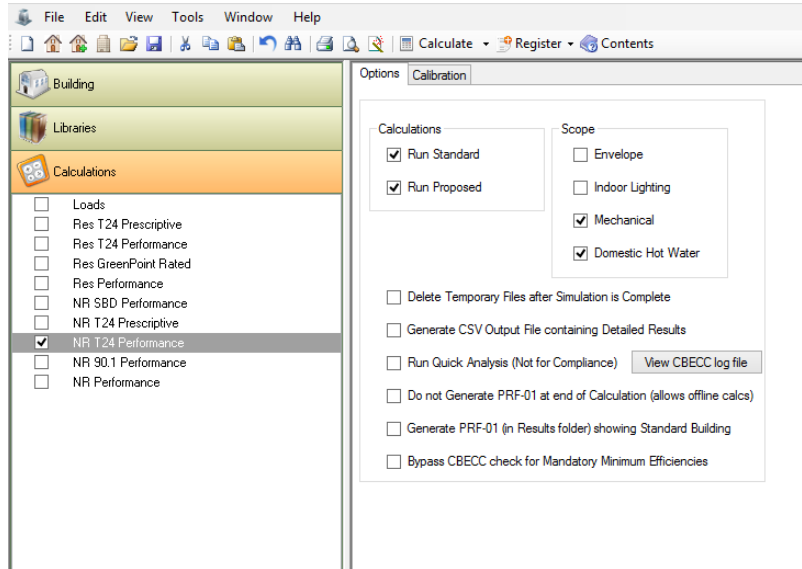 File Edit View Tools Window Help
Calculate Register Contents
Building
Libraries
Calculations
Loads
Res T24 Prescriptive
Res T24 Performance
Res GreenPoint Rated
Res Performance
NR SBD Performance
NR T24 Prescriptive
NR T24 Performance
NR 90.1 Performance
NR Performance
Options Calibration
Calculations
Run Standard
Run Proposed
Scope
Envelope
Indoor Lighting
Mechanical
Domestic Hot Water
Delete Temporary Files after Simulation is Complete
Generate CSV Output File containing Detailed Results
Run Quick Analysis (Not for Compliance) View CBECC log file
Do not Generate PRF-01 at end of Calculation (allows offline calcs)
Generate PRF-01 (in Results folder) showing Standard Building
Bypass CBECC check for Mandatory Minimum Efficiencies